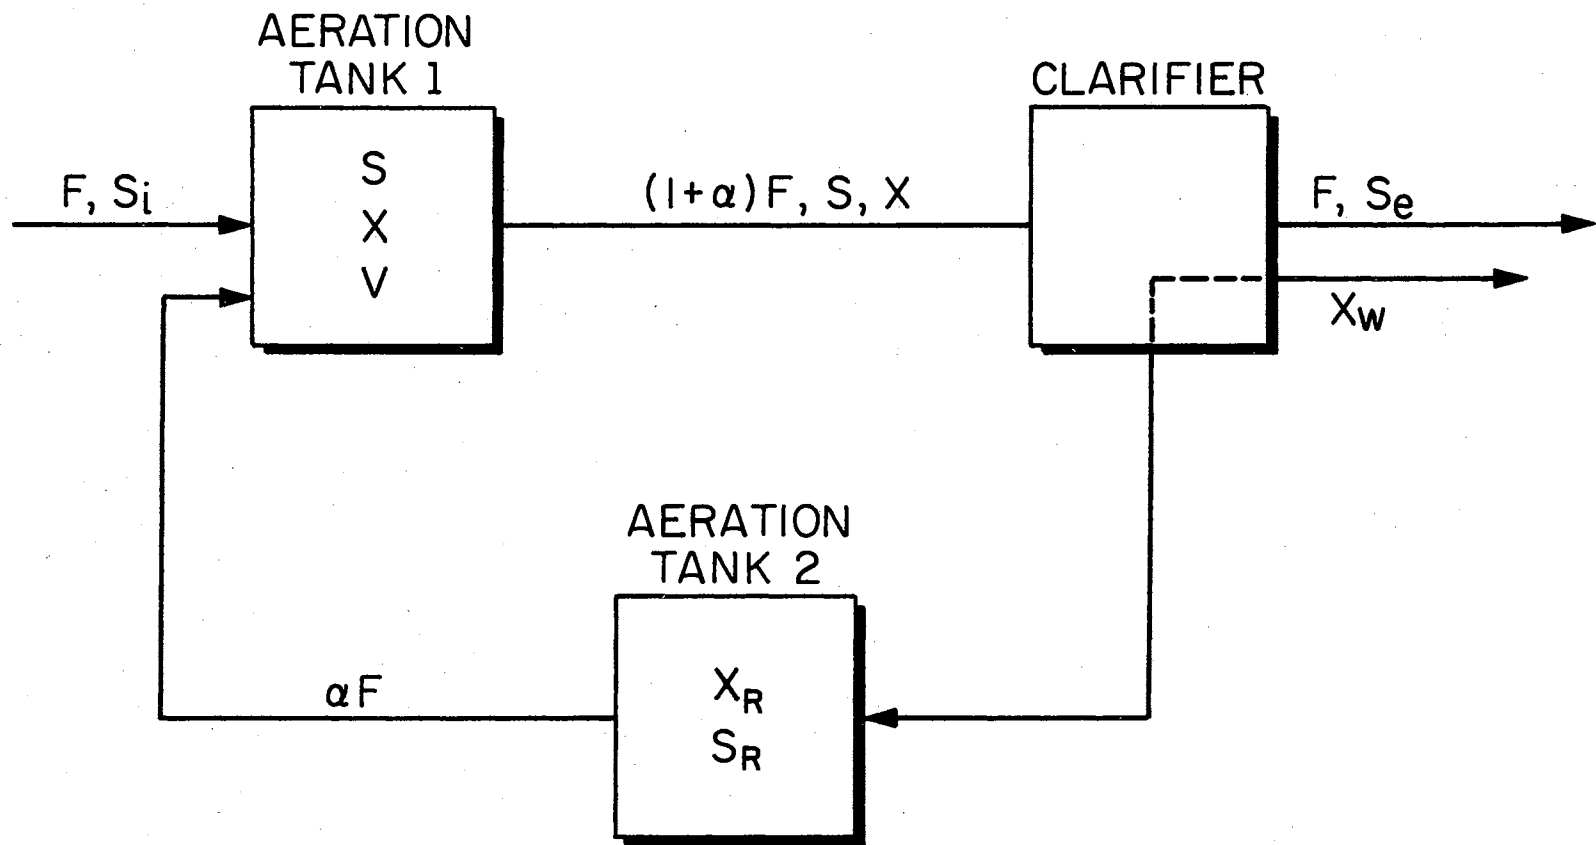 AERATION
TANK 1
CLARIFIER
F, Si
S
X
V
(1+α)F, S, X
F, Se
Xw
AERATION
TANK 2
αF
XR
SR